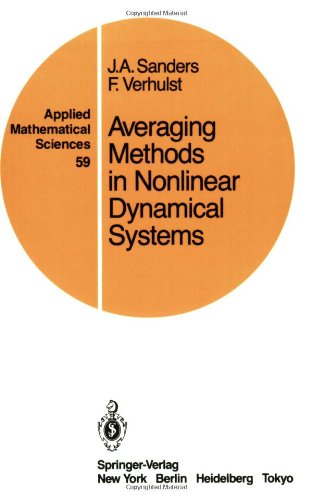 J.A. Sanders
F. Verhulst
Applied
Mathematical
Sciences
59
Averaging
Methods
in Nonlinear
Dynamical
Systems
Springer-Verlag
New York Berlin Heidelberg Tokyo